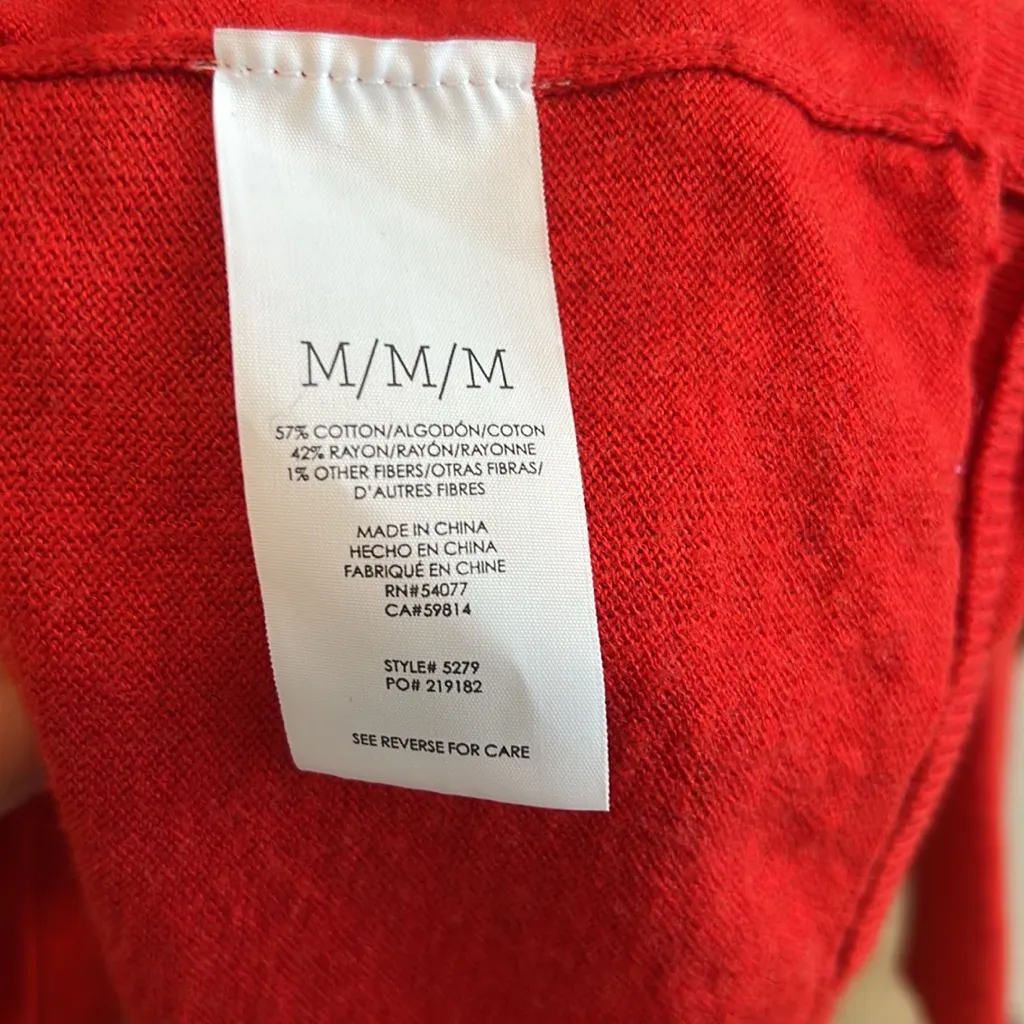 M/M/M
57% COTTON/ALGODÓN/COTON
42% RAYON/RAYÓN/RAYONNE
1% OTHER FIBERS/OTRAS FIBRAS/
D'AUTRES FIBRES
MADE IN CHINA
HECHO EN CHINA
FABRIQUÉ EN CHINE
RN#54077
CA#59814
STYLE# 5279
PO# 219182
SEE REVERSE FOR CARE